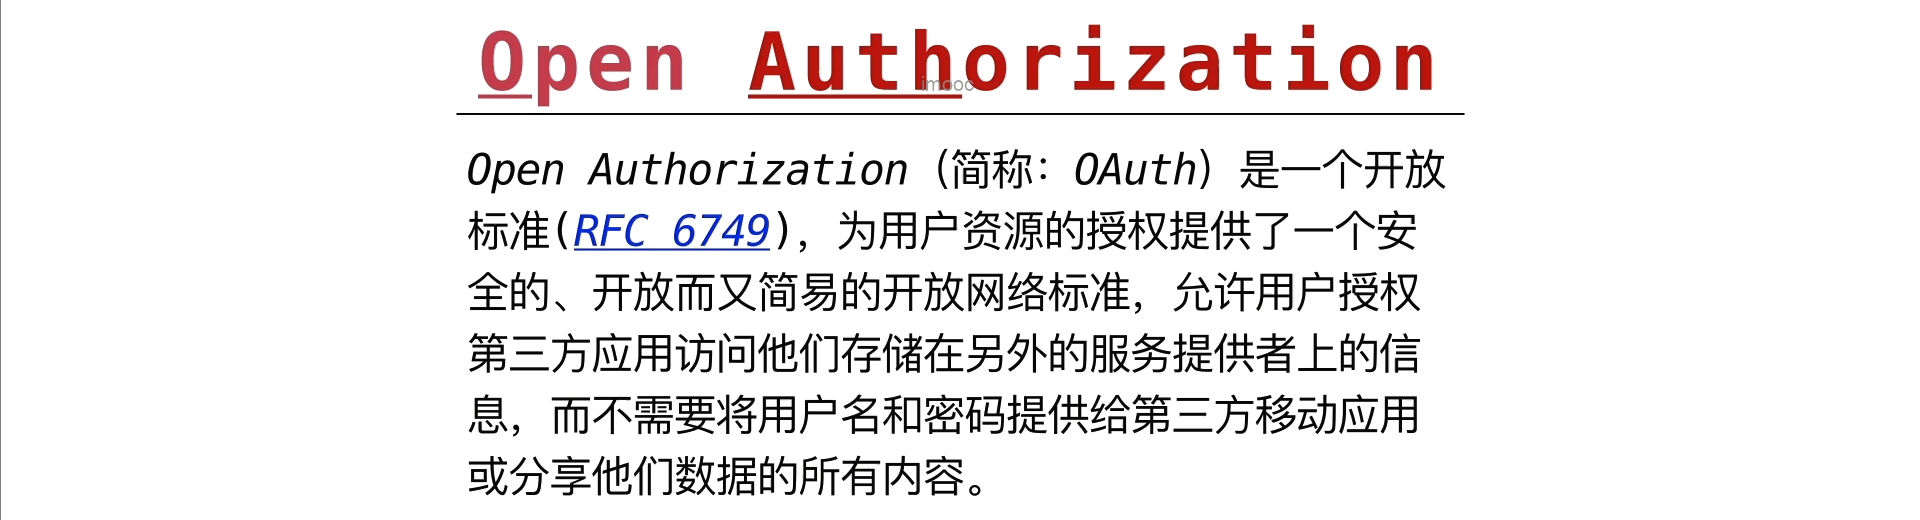 Open Authorization
imooc
Open Authorization（简称：OAuth）是一个开放
标准(RFC 6749)，为用户资源的授权提供了一个安
全的、开放而又简易的开放网络标准，允许用户授权
第三方应用访问他们存储在另外的服务提供者上的信
息，而不需要将用户名和密码提供给第三方移动应用
或分享他们数据的所有内容。